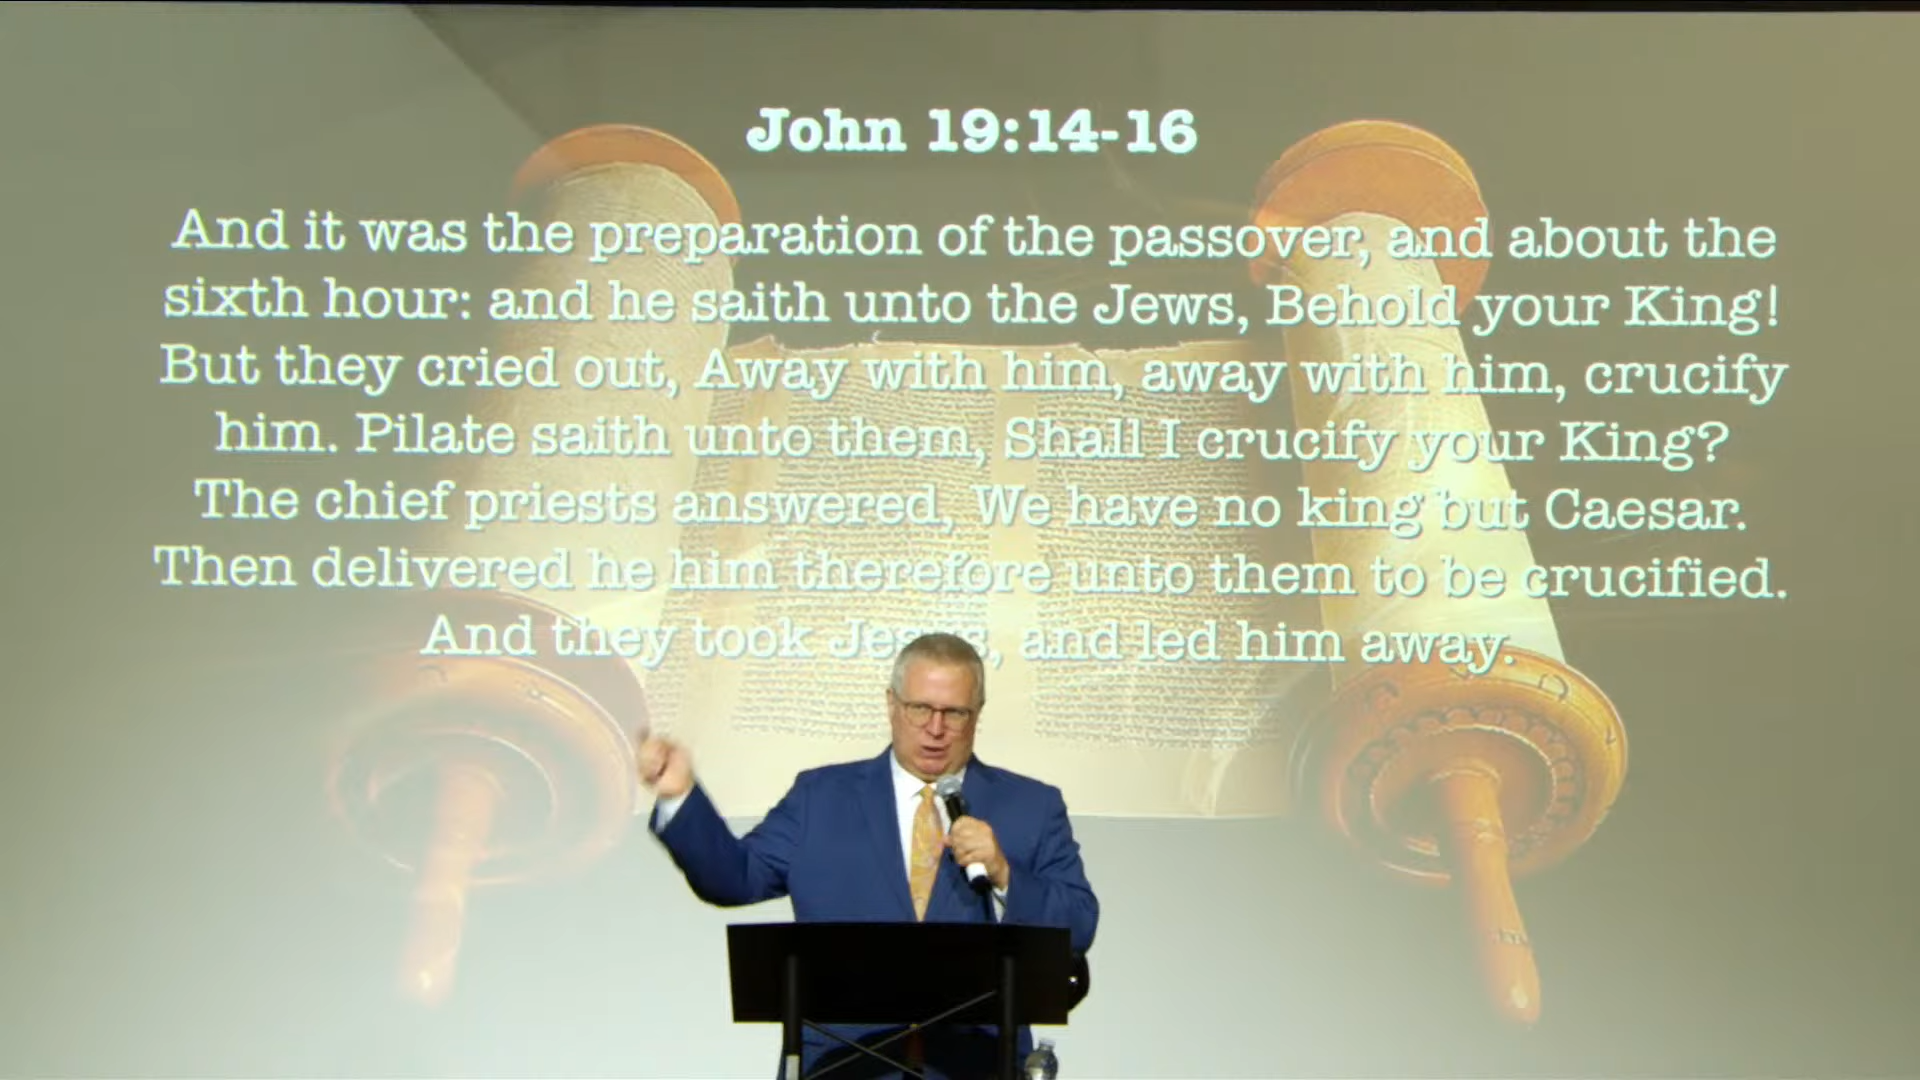 John 19:14-16
And it was the preparation of the passover, and about the
sixth hour: and he saith unto the Jews, Behold your King!
But they cried out, Away with him, away with him, crucify
him. Pilate saith unto them, Shall I crucify your King?
The chief priests answered, We have no king but Caesar.
Then delivered he him therefore unto them to be crucified.
And they took Jesus, and led him away.